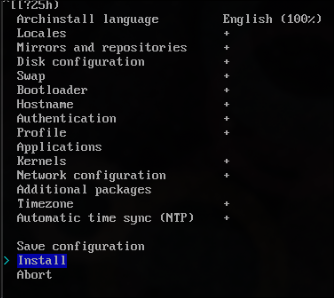 ^[[?25h)
Archinstall language English (100%)
Locales +
Mirrors and repositories +
Disk configuration +
Swap +
Bootloader +
Hostname +
Authentication +
Profile +
Applications
Kernels +
Network configuration +
Additional packages
Timezone +
Automatic time sync (NTP) +
Save configuration
> Install
Abort